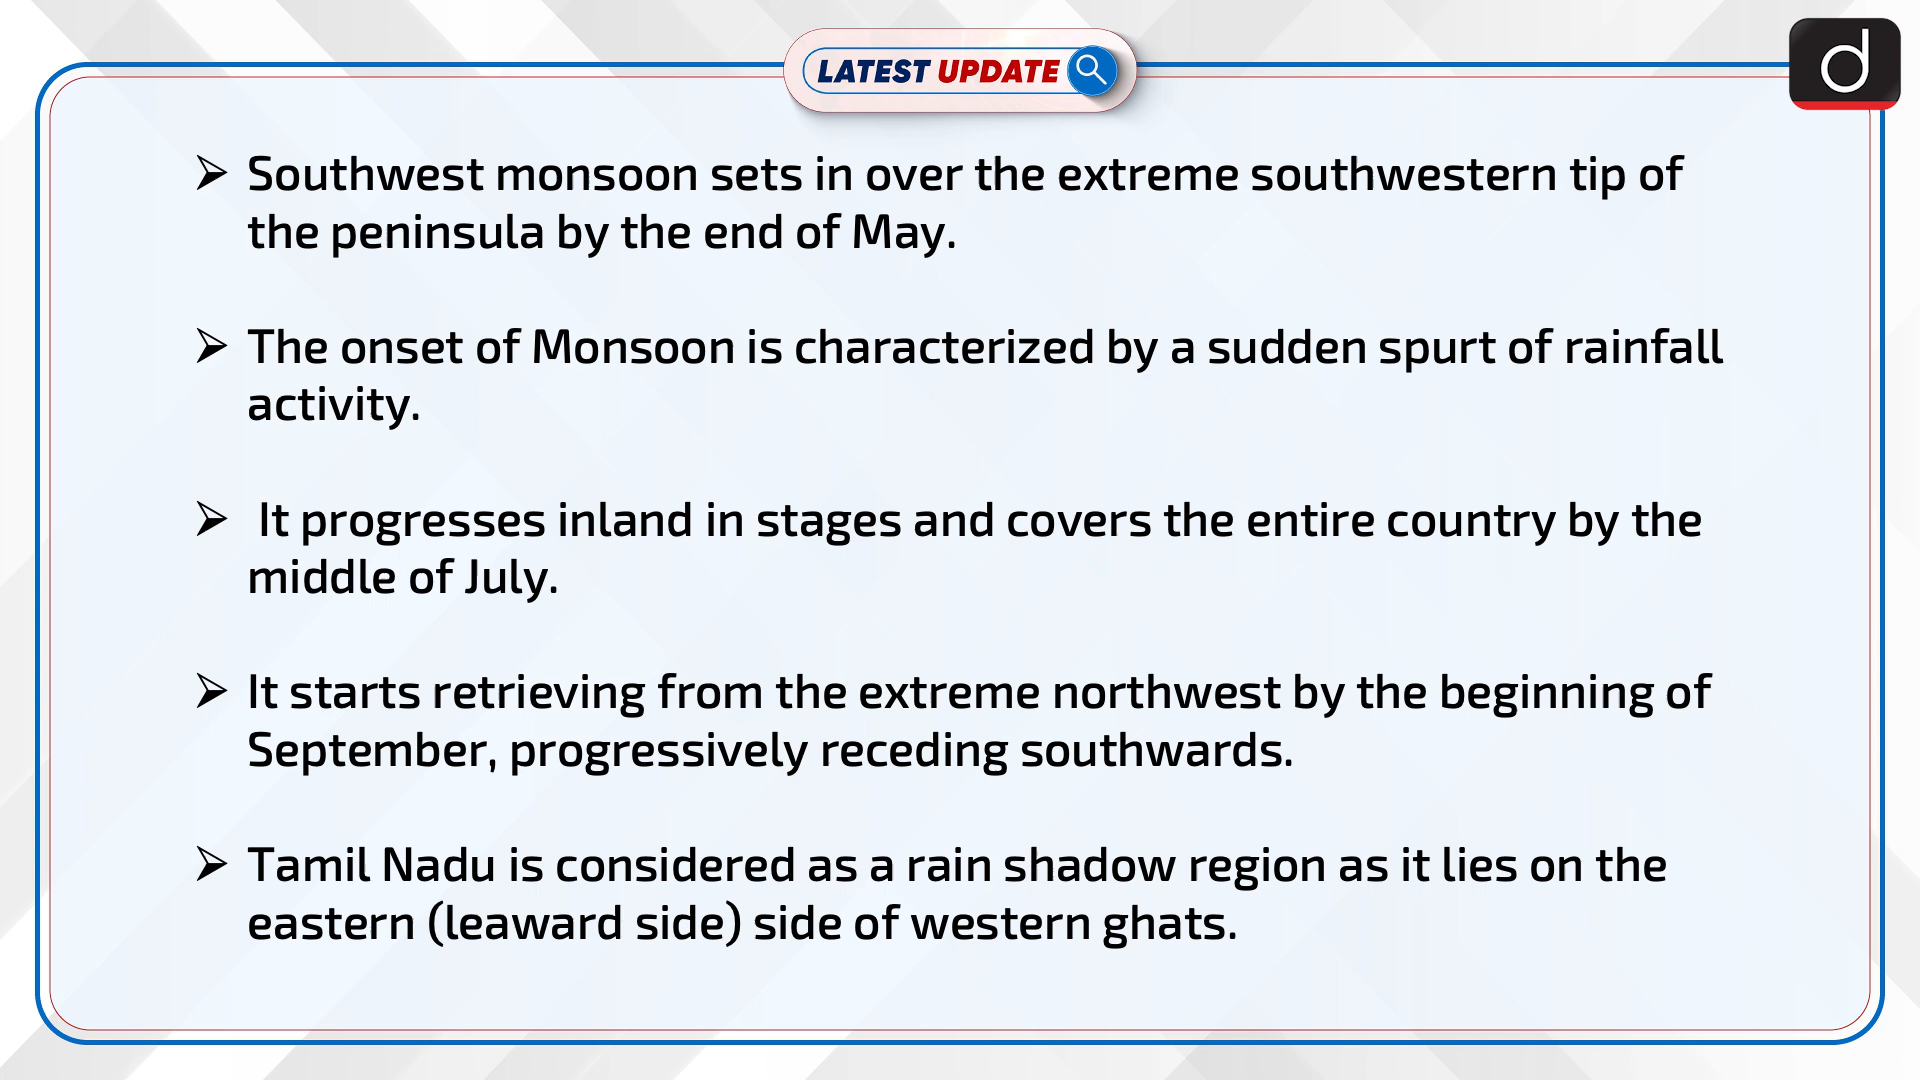 LATEST UPDATE
d
➢ Southwest monsoon sets in over the extreme southwestern tip of
the peninsula by the end of May.
➢ The onset of Monsoon is characterized by a sudden spurt of rainfall
activity.
➢ It progresses inland in stages and covers the entire country by the
middle of July.
➢ It starts retrieving from the extreme northwest by the beginning of
September, progressively receding southwards.
➢ Tamil Nadu is considered as a rain shadow region as it lies on the
eastern (leaward side) side of western ghats.